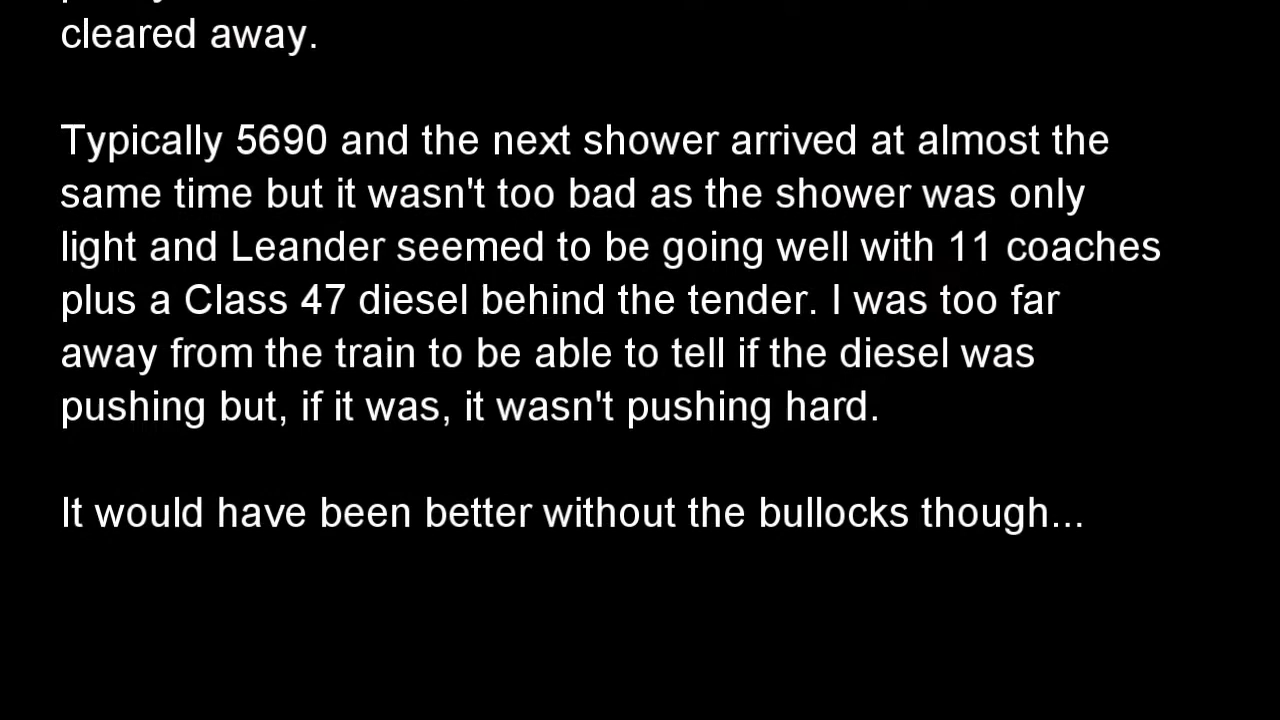 cleared away.
Typically 5690 and the next shower arrived at almost the
same time but it wasn't too bad as the shower was only
light and Leander seemed to be going well with 11 coaches
plus a Class 47 diesel behind the tender. I was too far
away from the train to be able to tell if the diesel was
pushing but, if it was, it wasn't pushing hard.
It would have been better without the bullocks though...